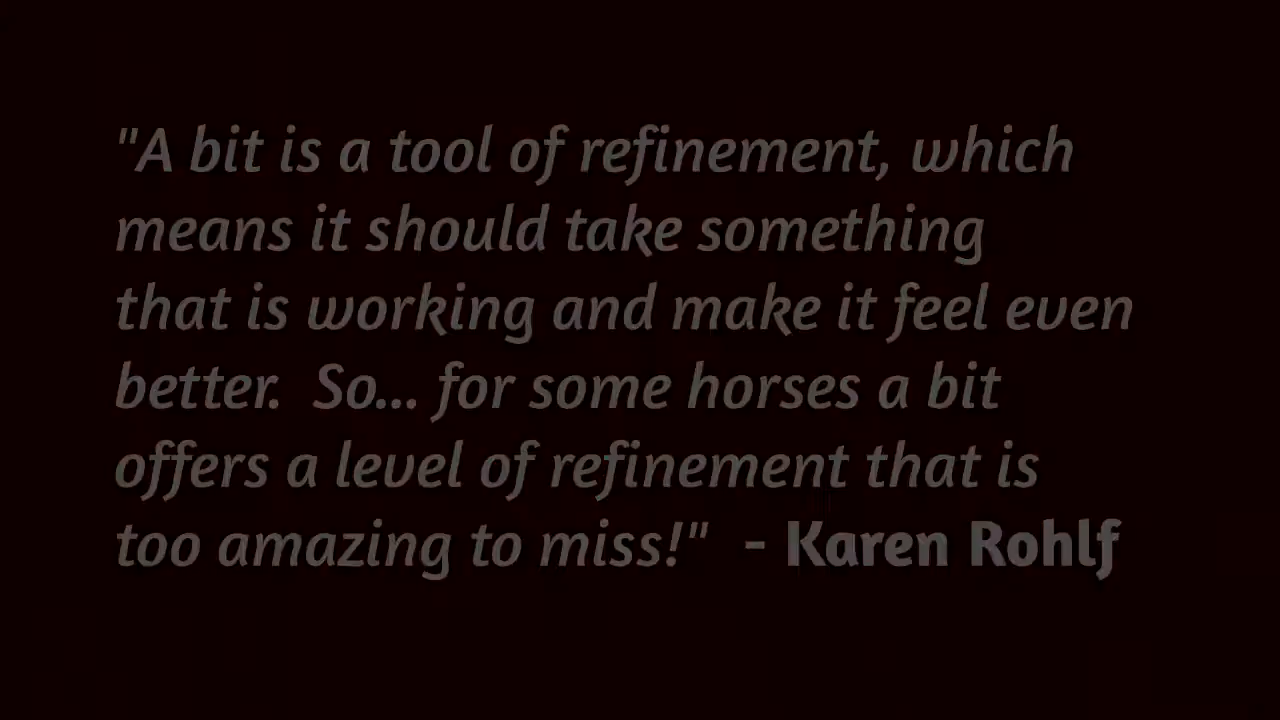 "A bit is a tool of refinement, which
means it should take something
that is working and make it feel even
better.  So... for some horses a bit
offers a level of refinement that is
too amazing to miss!"  - Karen Rohlf